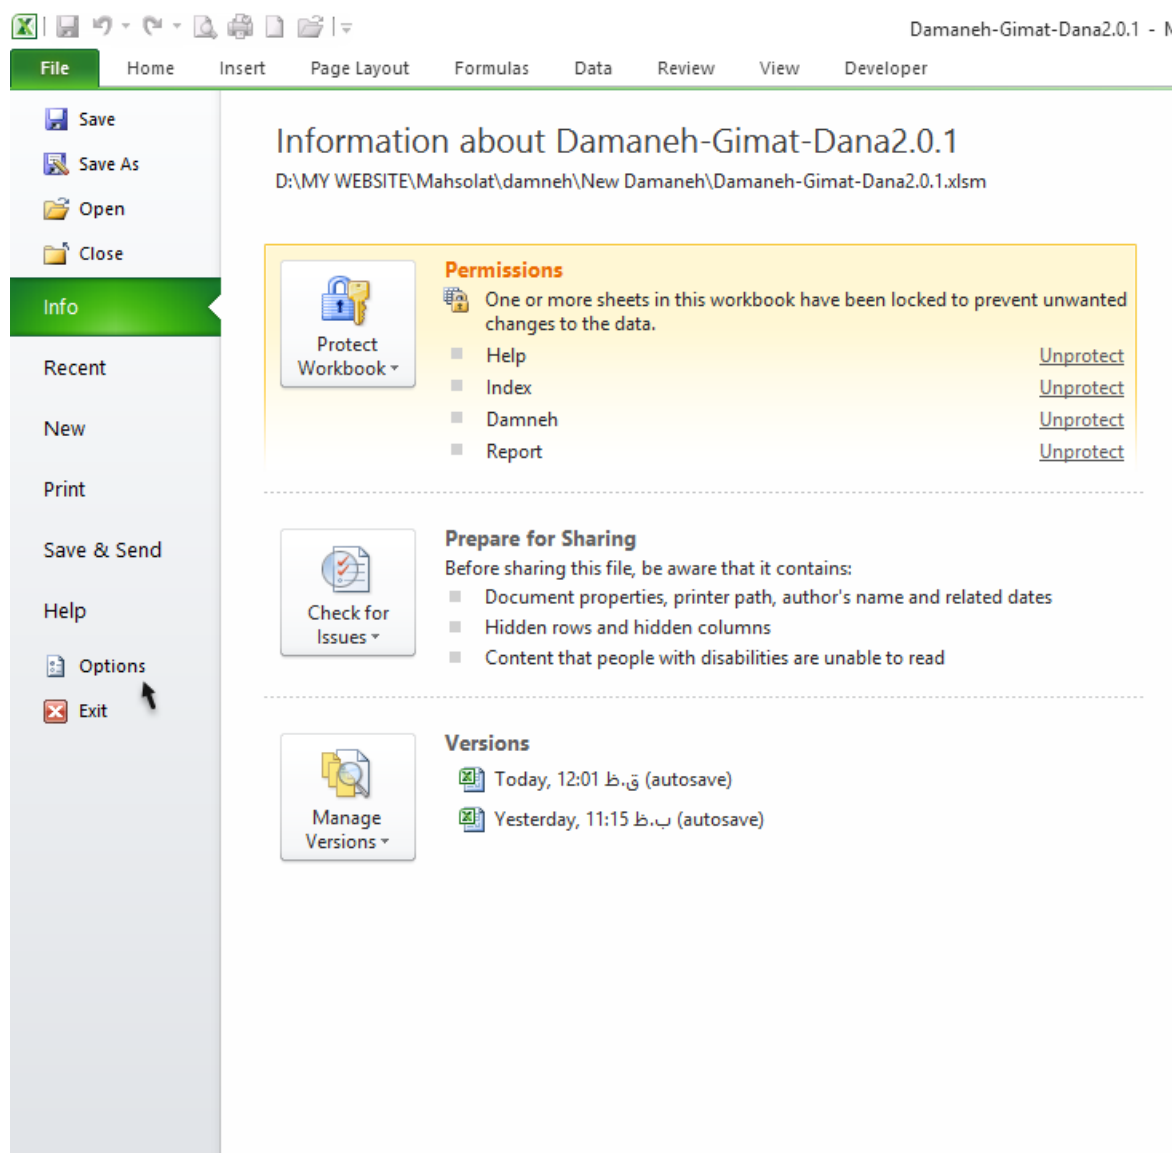 Damaneh-Gimat-Dana2.0.1 -
File Home Insert Page Layout Formulas Data Review View Developer
Save
Save As
Open
Close
Info
Recent
New
Print
Save & Send
Help
Options
Exit
Information about Damaneh-Gimat-Dana2.0.1
D:\MY WEBSITE\Mahsolat\damneh\New Damaneh\Damaneh-Gimat-Dana2.0.1.xlsm
Protect
Workbook
Permissions
One or more sheets in this workbook have been locked to prevent unwanted
changes to the data.
Help Unprotect
Index Unprotect
Damneh Unprotect
Report Unprotect
Check for
Issues
Prepare for Sharing
Before sharing this file, be aware that it contains:
Document properties, printer path, author's name and related dates
Hidden rows and hidden columns
Content that people with disabilities are unable to read
Manage
Versions
Versions
Today, 12:01 ق.ظ (autosave)
Yesterday, 11:15 ب.ظ (autosave)